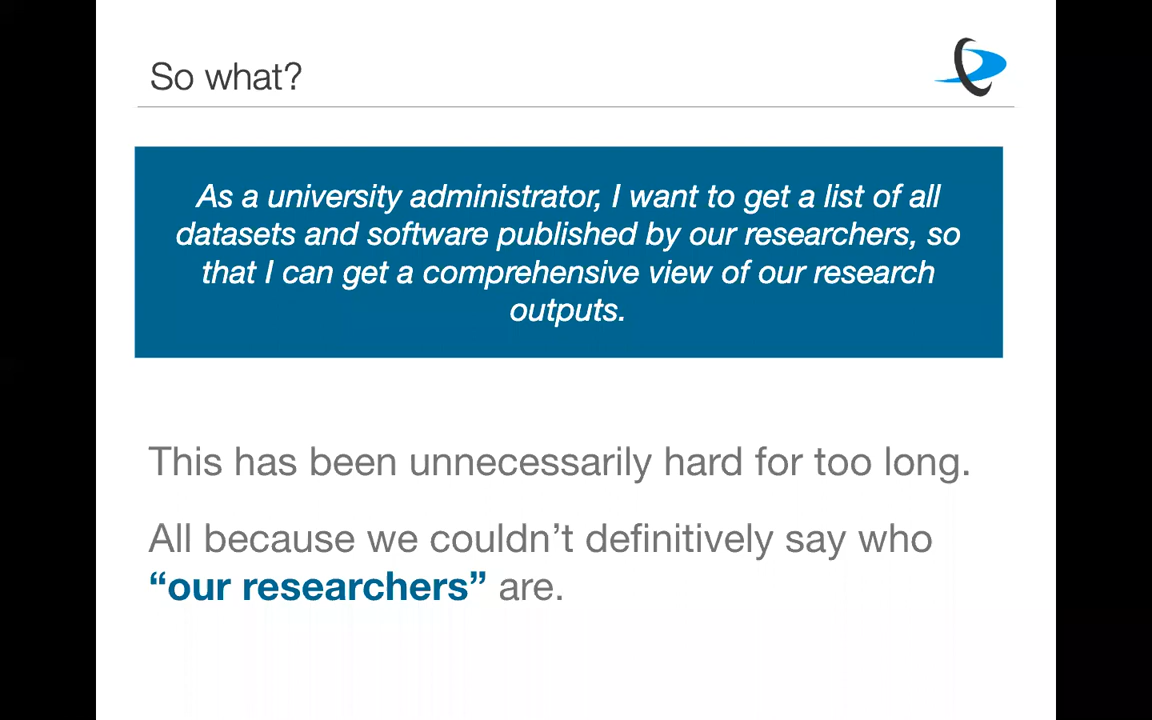 So what?
As a university administrator, I want to get a list of all
datasets and software published by our researchers, so
that I can get a comprehensive view of our research
outputs.
This has been unnecessarily hard for too long.
All because we couldn’t definitively say who
“our researchers” are.